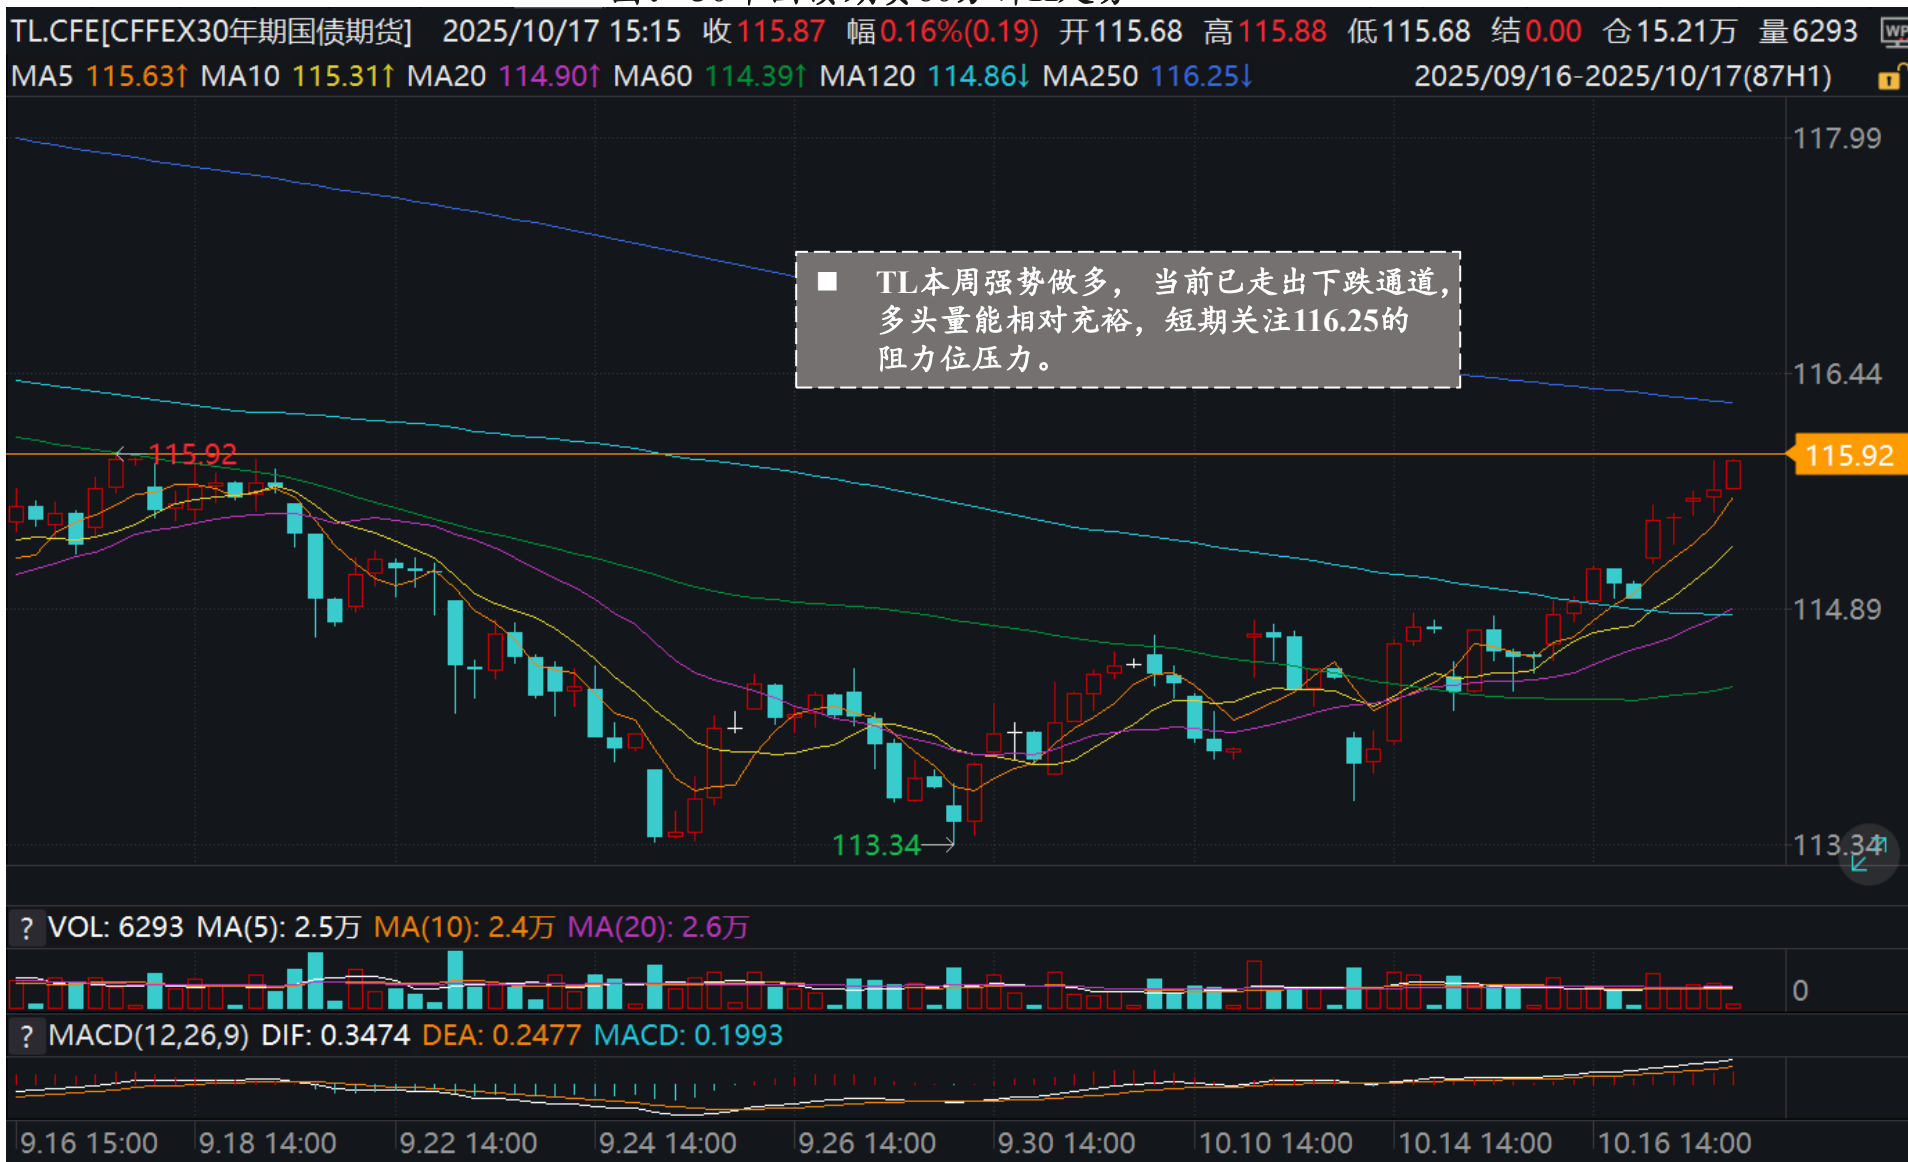 TL.CFE[CFFEX30年期国债期货] 2025/10/17 15:15 收115.87 幅0.16%(0.19) 开115.68 高115.88 低115.68 结0.00 仓15.21万 量6293
MA5 115.63↑ MA10 115.31↑ MA20 114.90↑ MA60 114.39↑ MA120 114.86↓ MA250 116.25↓ 2025/09/16-2025/10/17(87H1)
117.99
■ TL本周强势做多， 当前已走出下跌通道，
多头量能相对充裕，短期关注116.25的
阻力位压力。
116.44
115.92
115.92
114.89
113.34
113.34
? VOL: 6293 MA(5): 2.5万 MA(10): 2.4万 MA(20): 2.6万
0
? MACD(12,26,9) DIF: 0.3474 DEA: 0.2477 MACD: 0.1993
9.16 15:00 9.18 14:00 9.22 14:00 9.24 14:00 9.26 14:00 9.30 14:00 10.10 14:00 10.14 14:00 10.16 14:00